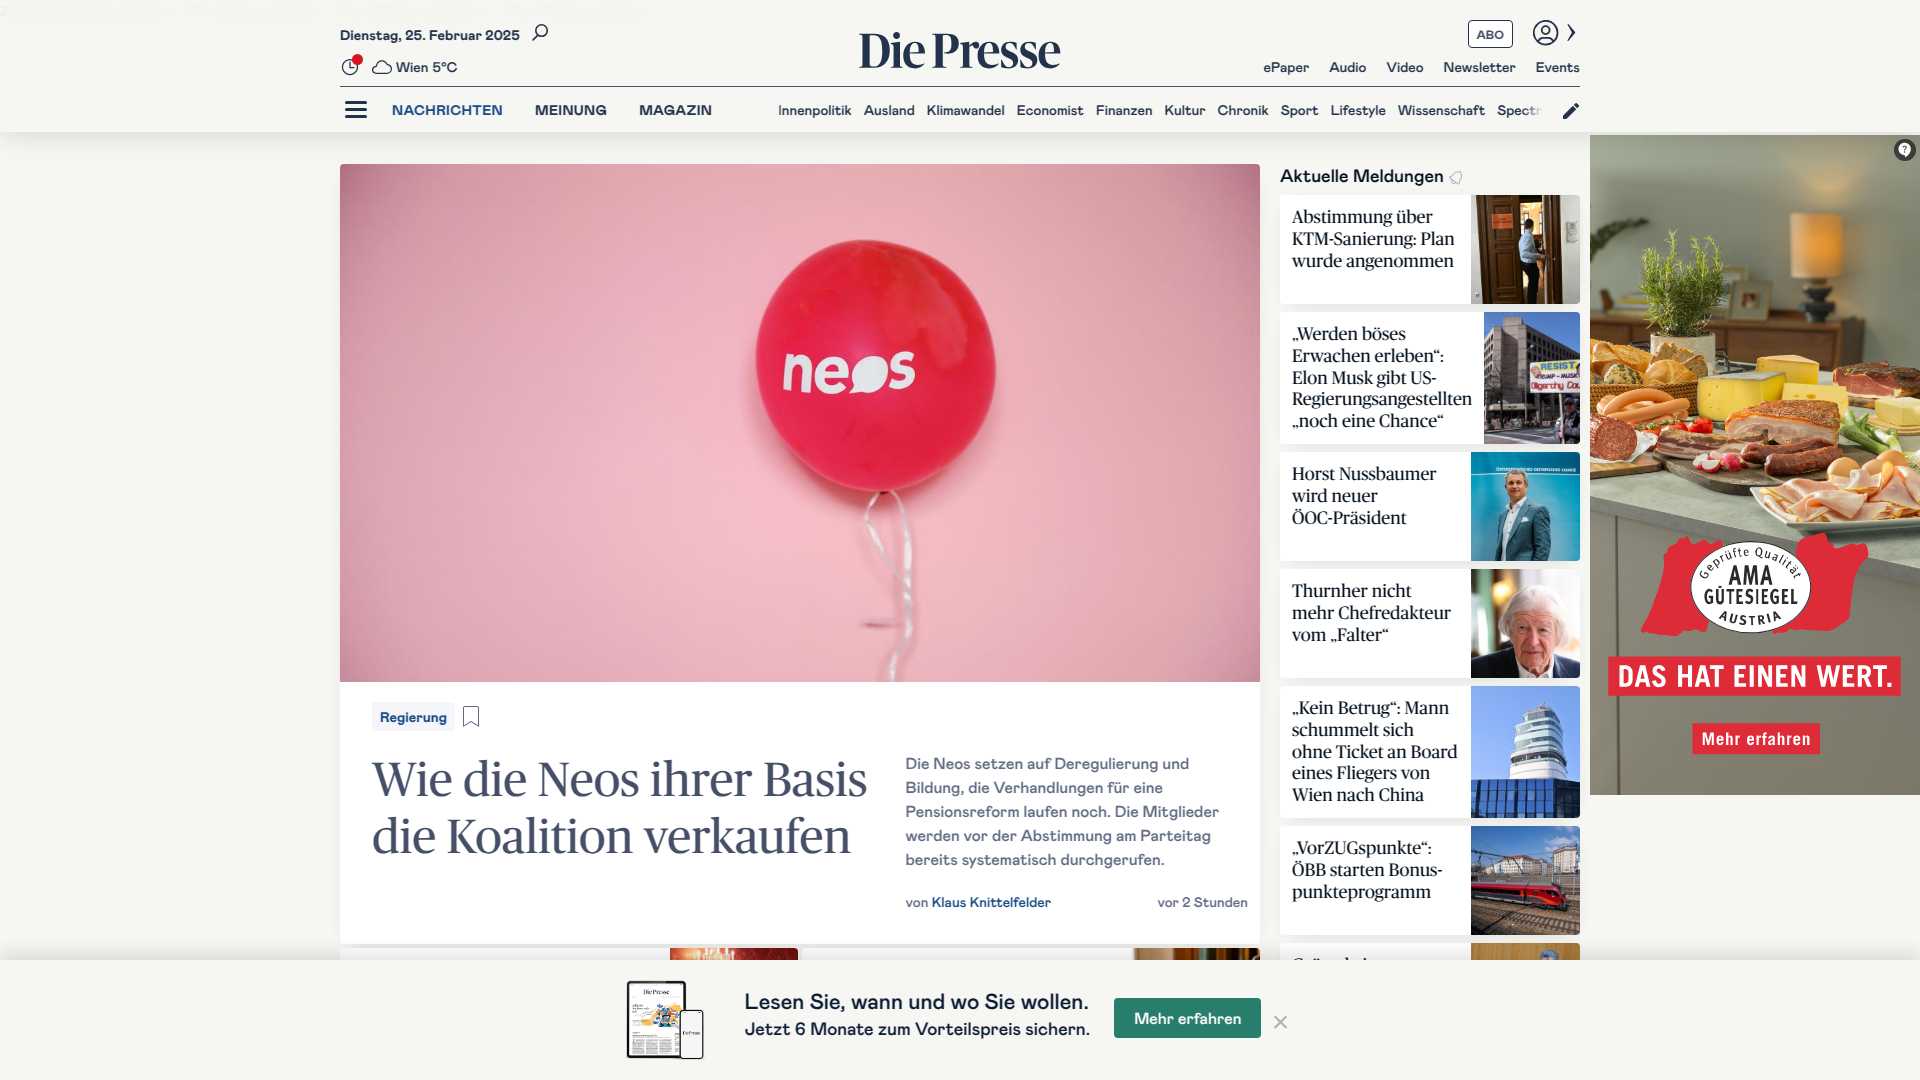 Dienstag, 25. Februar 2025
Die Presse
ABO
Wien 5°C
ePaper Audio Video Newsletter Events
NACHRICHTEN MEINUNG MAGAZIN
Innenpolitik Ausland Klimawandel Economist Finanzen Kultur Chronik Sport Lifestyle Wissenschaft Spectr
neos
Regierung
Wie die Neos ihrer Basis
die Koalition verkaufen
Die Neos setzen auf Deregulierung und
Bildung, die Verhandlungen für eine
Pensionsreform laufen noch. Die Mitglieder
werden vor der Abstimmung am Parteitag
bereits systematisch durchgerufen.
von Klaus Knittelfelder
vor 2 Stunden
Aktuelle Meldungen
Abstimmung über
KTM-Sanierung: Plan
wurde angenommen
„Werden böses
Erwachen erleben“:
Elon Musk gibt US-
Regierungsangestellten
„noch eine Chance“
RESIST
Horst Nussbaumer
wird neuer
ÖOC-Präsident
Thurnher nicht
mehr Chefredakteur
vom „Falter“
„Kein Betrug“: Mann
schummelt sich
ohne Ticket an Board
eines Fliegers von
Wien nach China
„VorZUGspunkte“:
ÖBB starten Bonus-
punkteprogramm
Geprüfte Qualität
AMA
GÜTESIEGEL
AUSTRIA
DAS HAT EINEN WERT.
Mehr erfahren
Die Presse
Lesen Sie, wann und wo Sie wollen.
Jetzt 6 Monate zum Vorteilspreis sichern.
Mehr erfahren